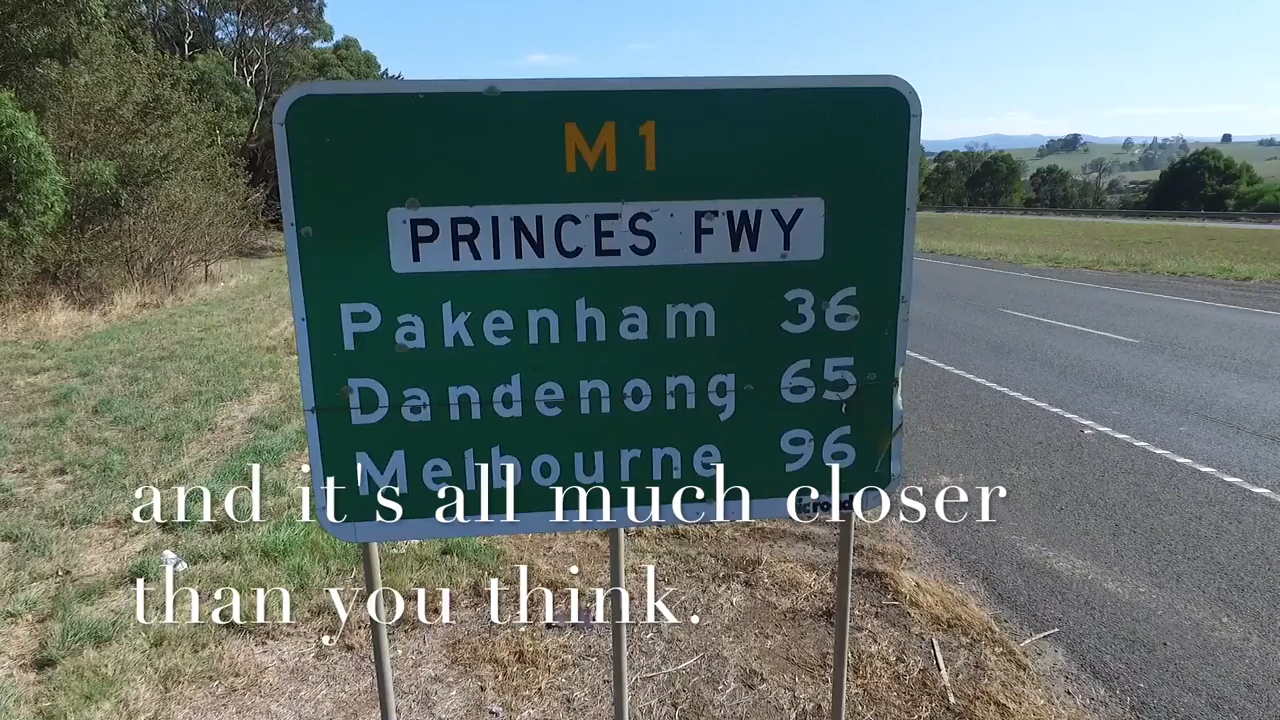 M1
PRINCES FWY
Pakenham 36
Dandenong 65
Melbourne 96
and it's all much closer
than you think.